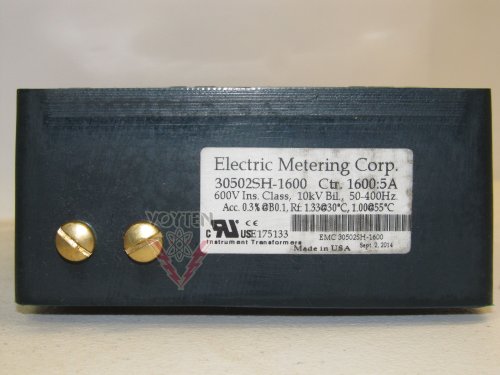 Electric Metering Corp.
30502SH-1600 Ctr. 1600:5A
600V Ins. Class, 10kV Bil., 50-400Hz.
Acc. 0.3%@B0.1, Rf. 1.33@30°C, 1.00@55°C
VOYTEN
c UR US E175133 CE
Instrument Transformers
EMC 30502SH-1600
Sept. 2, 2014
Made in USA